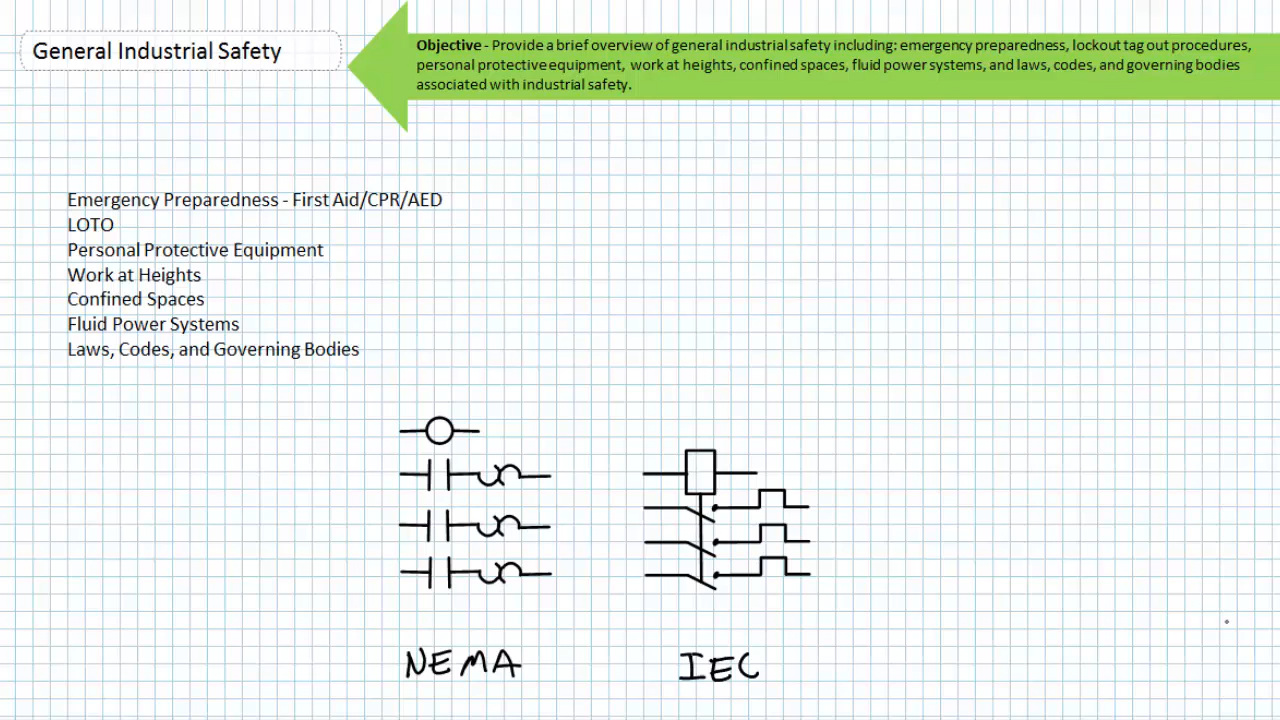 General Industrial Safety
Objective - Provide a brief overview of general industrial safety including: emergency preparedness, lockout tag out procedures,
personal protective equipment, work at heights, confined spaces, fluid power systems, and laws, codes, and governing bodies
associated with industrial safety.
Emergency Preparedness - First Aid/CPR/AED
LOTO
Personal Protective Equipment
Work at Heights
Confined Spaces
Fluid Power Systems
Laws, Codes, and Governing Bodies
NEMA
IEC